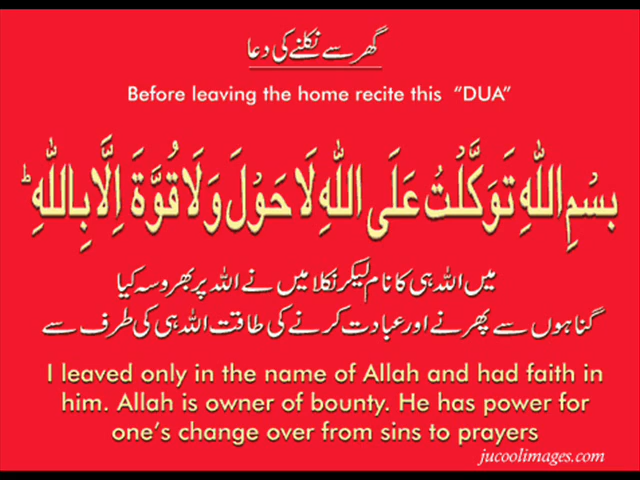 گھر سے نکلنے کی دعا
Before leaving the home recite this “DUA”
بِسْمِ اللّٰهِ تَوَكَّلْتُ عَلَى اللّٰهِ لَا حَوْلَ وَلَا قُوَّةَ اِلَّا بِاللّٰهِ ؕ
میں اللہ ہی کا نام لیکر نکلا میں نے اللہ پر بھروسہ کیا
گناہوں سے پھرنے اور عبادت کرنے کی طاقت اللہ ہی کی طرف سے
I leaved only in the name of Allah and had faith in
him. Allah is owner of bounty. He has power for
one’s change over from sins to prayers
jucoolimages.com